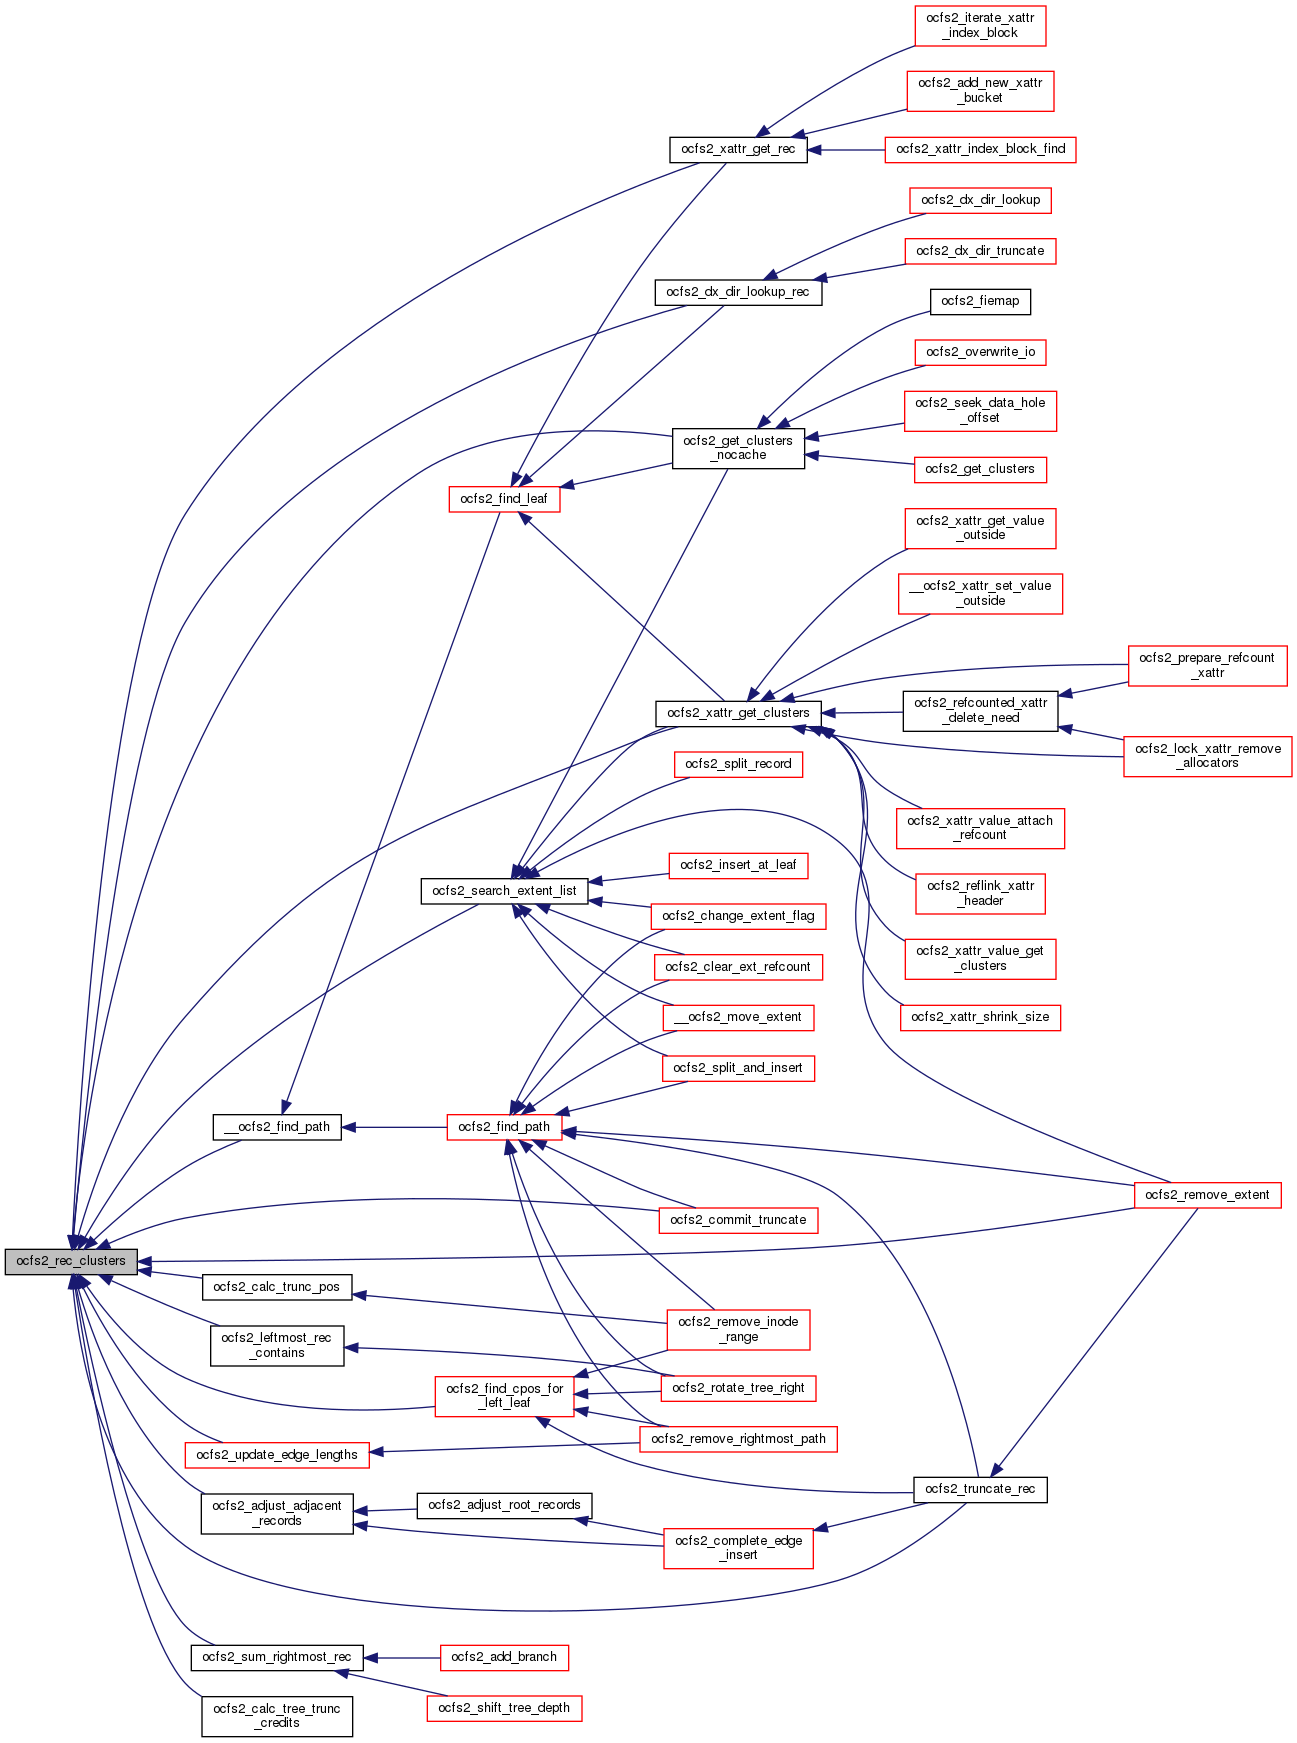 ocfs2_iterate_xattr
_index_block
ocfs2_add_new_xattr
_bucket
ocfs2_xattr_get_rec
ocfs2_xattr_index_block_find
ocfs2_dx_dir_lookup
ocfs2_dx_dir_truncate
ocfs2_dx_dir_lookup_rec
ocfs2_fiemap
ocfs2_overwrite_io
ocfs2_seek_data_hole
_offset
ocfs2_get_clusters
_nocache
ocfs2_get_clusters
ocfs2_find_leaf
ocfs2_xattr_get_value
_outside
__ocfs2_xattr_set_value
_outside
ocfs2_prepare_refcount
_xattr
ocfs2_refcounted_xattr
_delete_need
ocfs2_xattr_get_clusters
ocfs2_lock_xattr_remove
_allocators
ocfs2_split_record
ocfs2_xattr_value_attach
_refcount
ocfs2_insert_at_leaf
ocfs2_search_extent_list
ocfs2_reflink_xattr
_header
ocfs2_change_extent_flag
ocfs2_xattr_value_get
_clusters
ocfs2_clear_ext_refcount
__ocfs2_move_extent
ocfs2_xattr_shrink_size
ocfs2_split_and_insert
__ocfs2_find_path
ocfs2_find_path
ocfs2_remove_extent
ocfs2_commit_truncate
ocfs2_rec_clusters
ocfs2_calc_trunc_pos
ocfs2_remove_inode
_range
ocfs2_leftmost_rec
_contains
ocfs2_find_cpos_for
_left_leaf
ocfs2_rotate_tree_right
ocfs2_remove_rightmost_path
ocfs2_update_edge_lengths
ocfs2_truncate_rec
ocfs2_adjust_adjacent
_records
ocfs2_adjust_root_records
ocfs2_complete_edge
_insert
ocfs2_sum_rightmost_rec
ocfs2_add_branch
ocfs2_shift_tree_depth
ocfs2_calc_tree_trunc
_credits